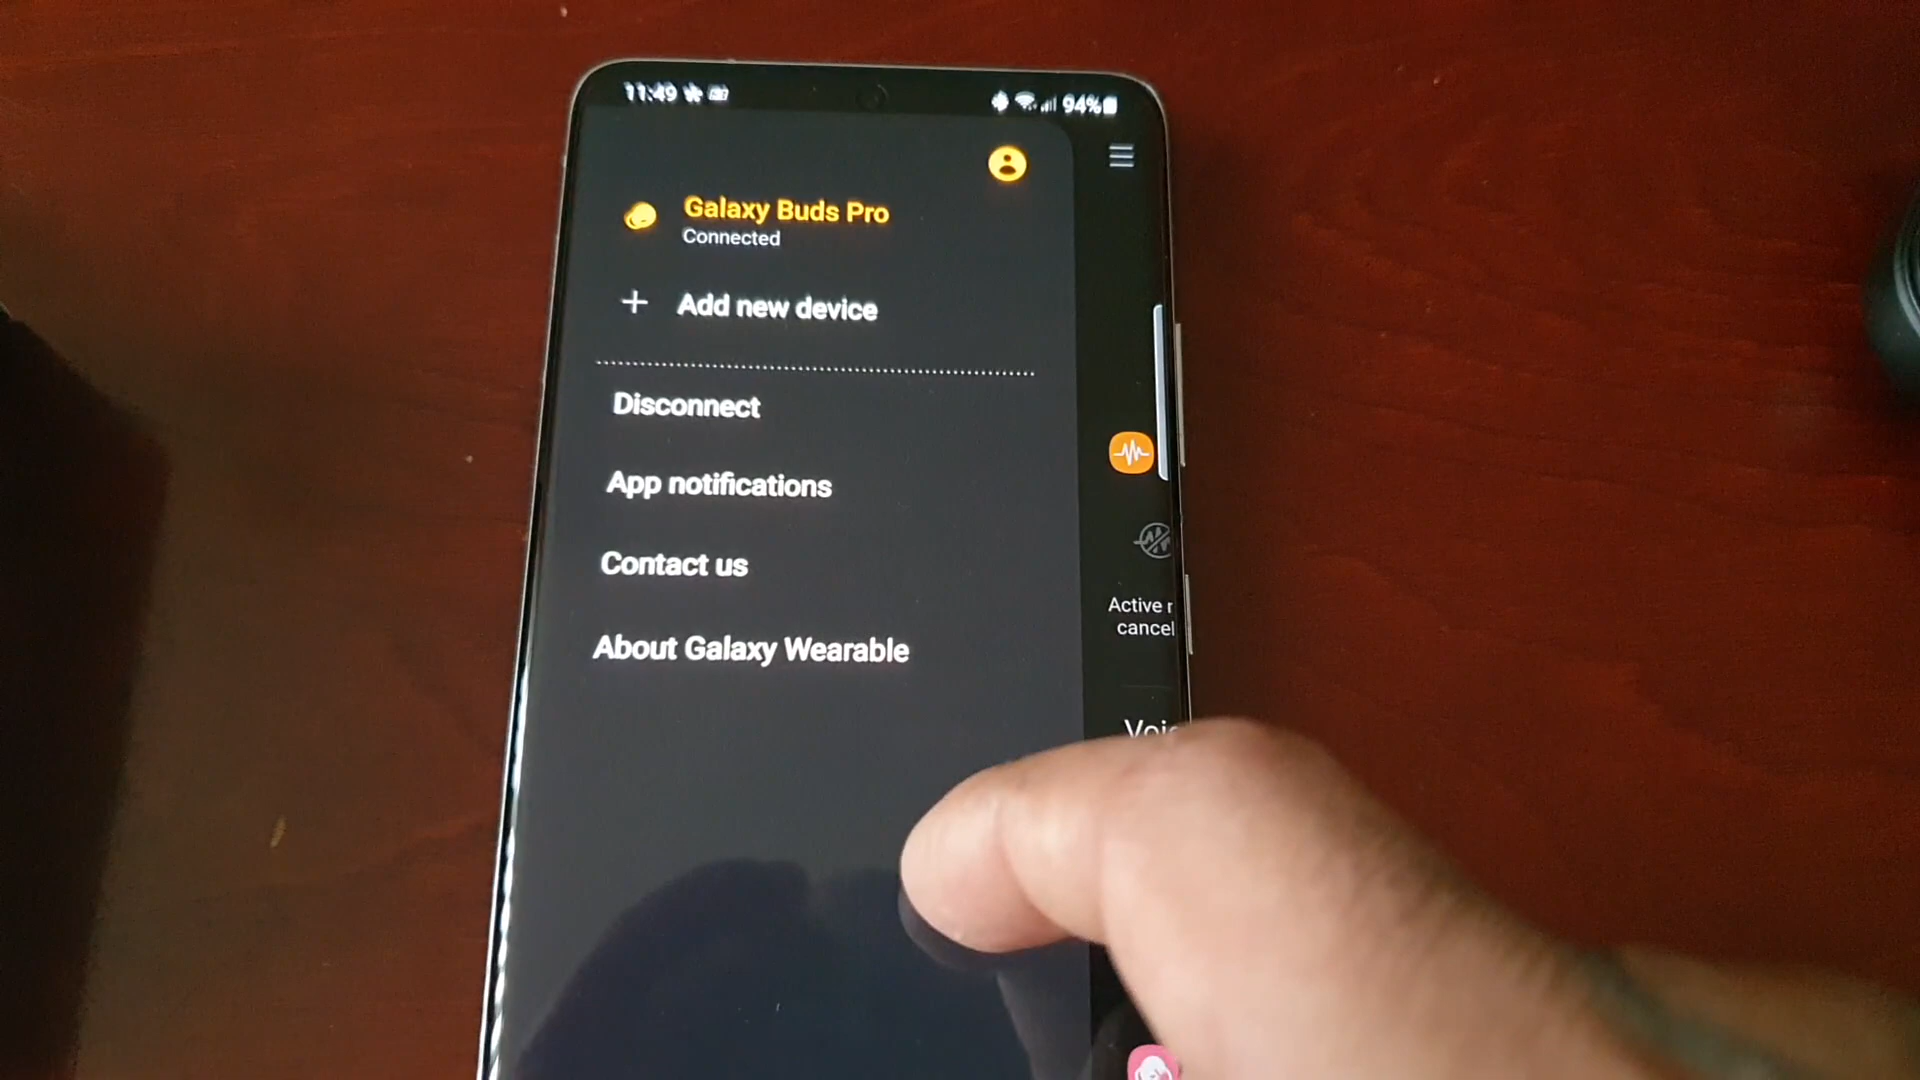 11:49
94%
Galaxy Buds Pro
Connected
Add new device
Disconnect
App notifications
Contact us
About Galaxy Wearable
Active
cancel